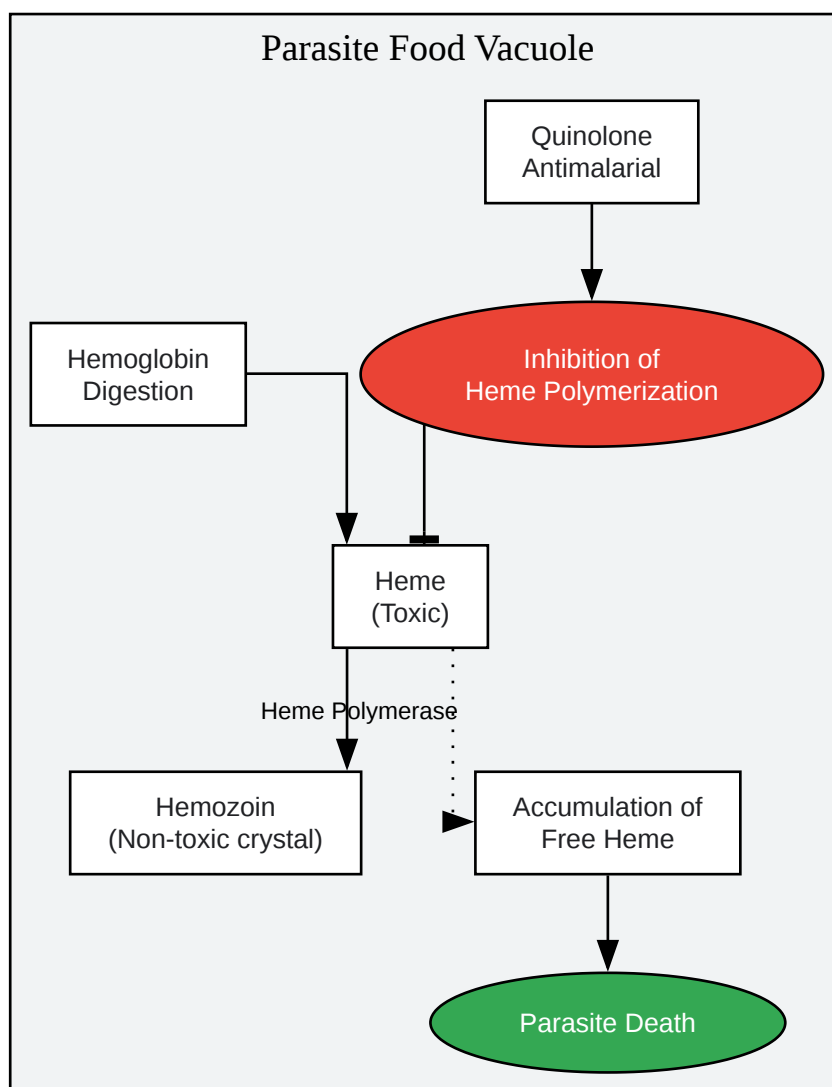 Parasite Food Vacuole
Quinolone
Antimalarial
Inhibition of
Heme Polymerization
Hemoglobin
Digestion
Heme
(Toxic)
Heme Polymerase
Hemozoin
(Non-toxic crystal)
Accumulation of
Free Heme
Parasite Death